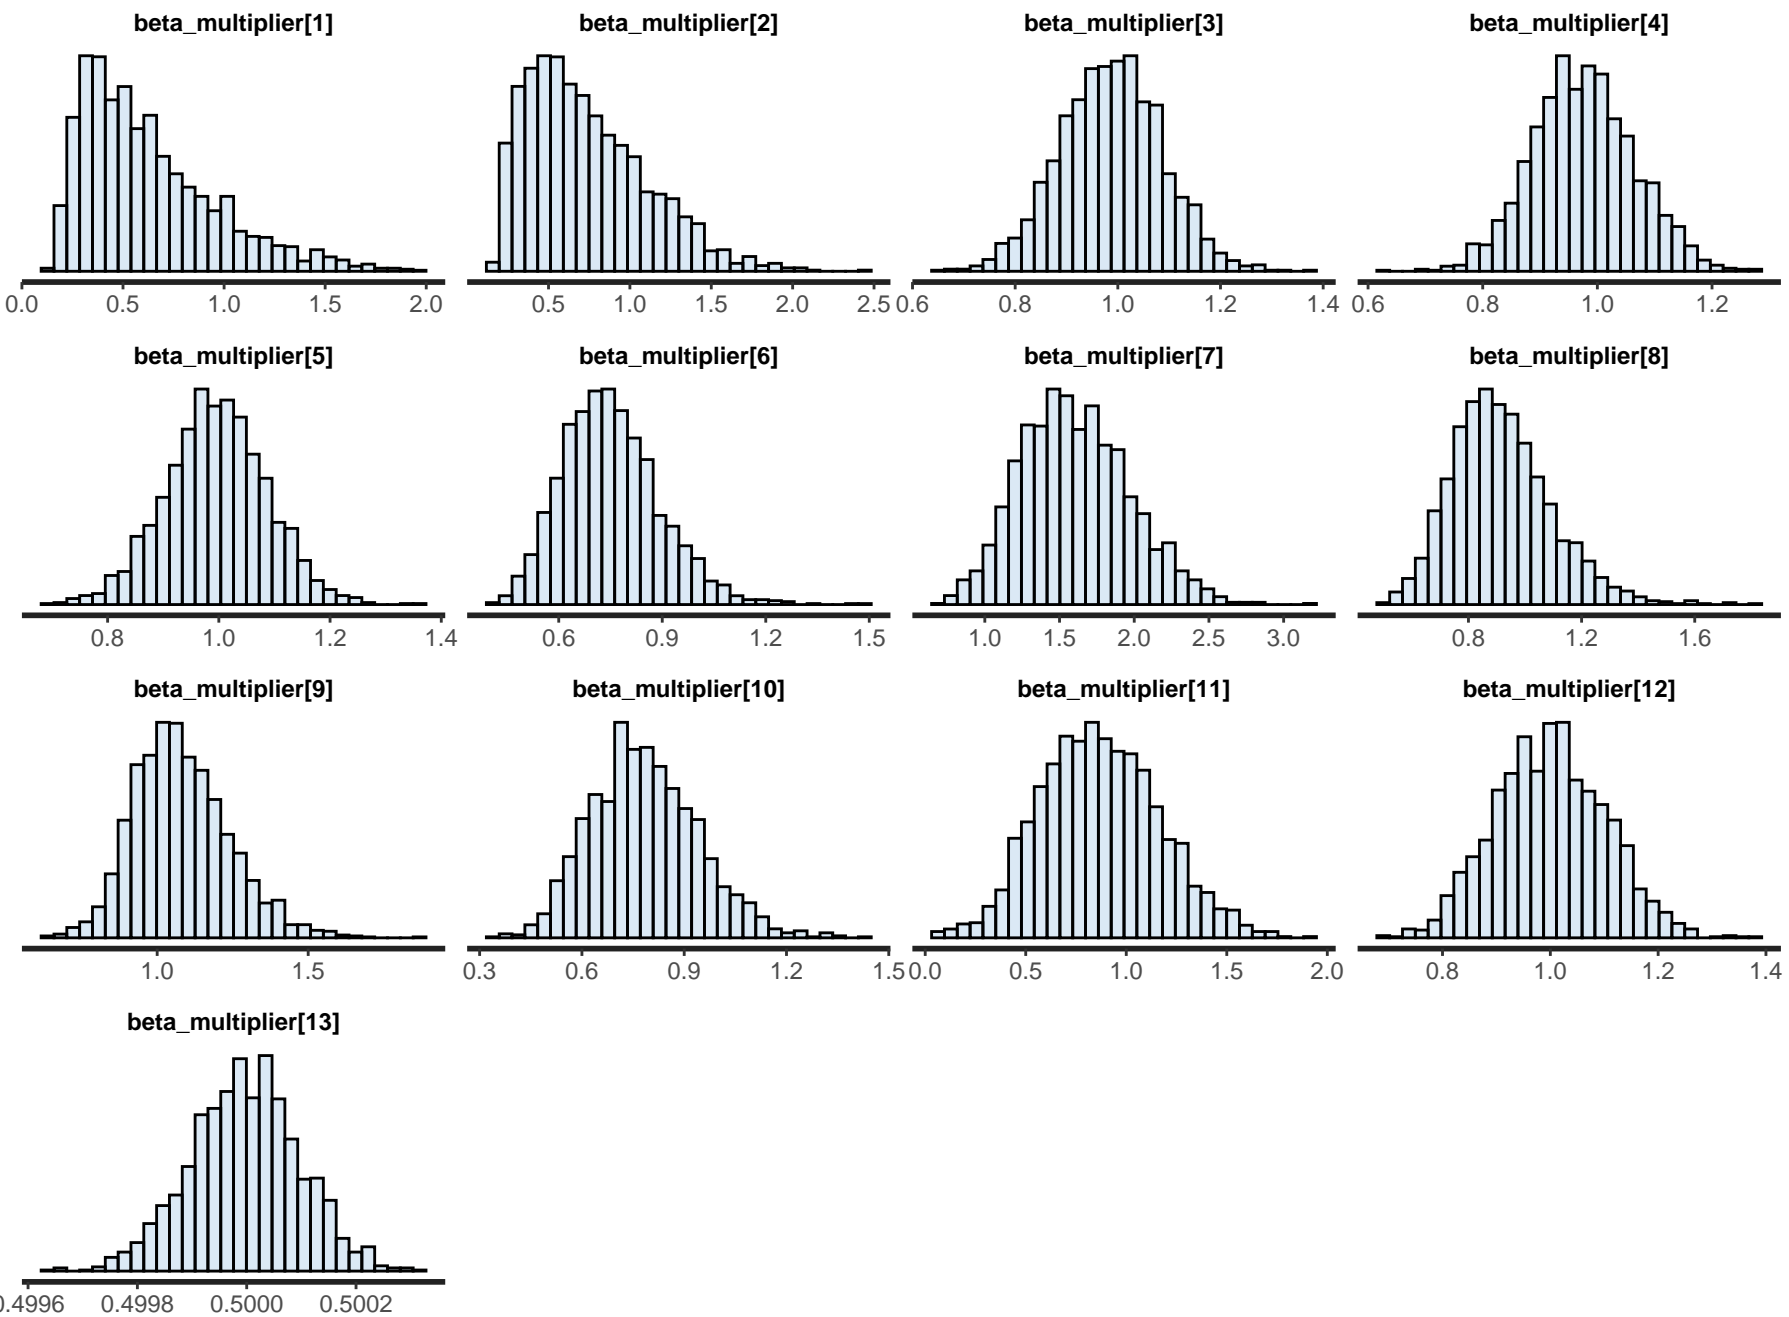 beta_multiplier[1] beta_multiplier[2] beta_multiplier[3] beta_multiplier[4]
0.0 0.5 1.0 1.5 2.0 0.5 1.0 1.5 2.0 2.5 0.6 0.8 1.0 1.2 1.4 0.6 0.8 1.0 1.2
beta_multiplier[5] beta_multiplier[6] beta_multiplier[7] beta_multiplier[8]
0.8 1.0 1.2 1.4 0.6 0.9 1.2 1.5 1.0 1.5 2.0 2.5 3.0 0.8 1.2 1.6
beta_multiplier[9] beta_multiplier[10] beta_multiplier[11] beta_multiplier[12]
1.0 1.5 0.3 0.6 0.9 1.2 1.5 0.0 0.5 1.0 1.5 2.0 0.8 1.0 1.2 1.4
beta_multiplier[13]
0.4996 0.4998 0.5000 0.5002